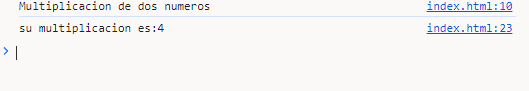 Multiplicacion de dos numeros index.html:10
su multiplicacion es:4 index.html:23
>